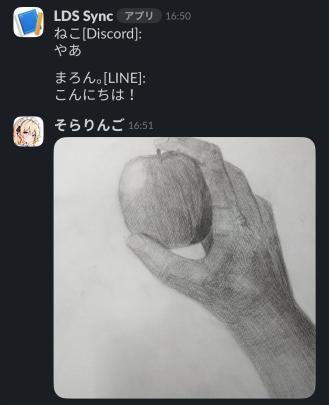 LDS Sync アプリ 16:50
ねこ[Discord]:
やあ
まろん。[LINE]:
こんにちは！
そらりんご 16:51